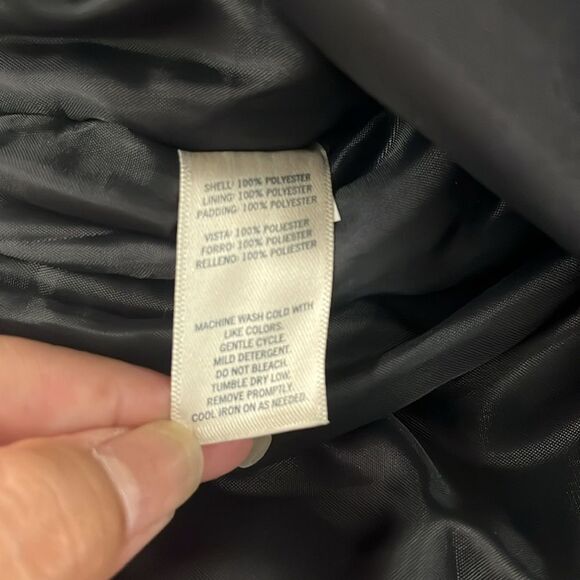 SHELL: 100% POLYESTER
LINING: 100% POLYESTER
PADDING: 100% POLYESTER
VISTA: 100% POLIESTER
FORRO: 100% POLIESTER
RELLENO: 100% POLIESTER
MACHINE WASH COLD WITH
LIKE COLORS.
GENTLE CYCLE.
MILD DETERGENT.
DO NOT BLEACH.
TUMBLE DRY LOW.
REMOVE PROMPTLY.
COOL IRON ON AS NEEDED.